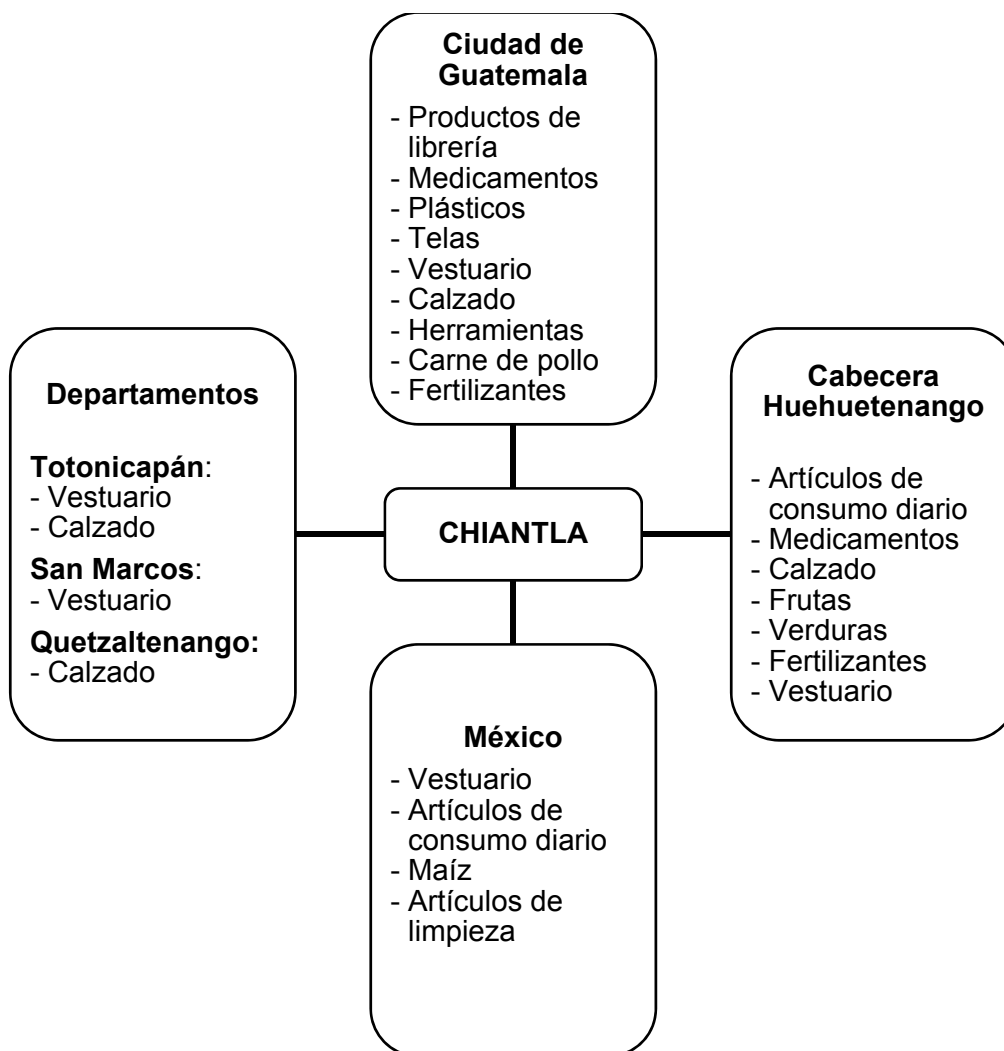 Ciudad de
Guatemala
- Productos de
librería
- Medicamentos
- Plásticos
- Telas
- Vestuario
- Calzado
- Herramientas
- Carne de pollo
- Fertilizantes
Departamentos
Totonicapán:
- Vestuario
- Calzado
San Marcos:
- Vestuario
Quetzaltenango:
- Calzado
CHIANTLA
Cabecera
Huehuetenango
- Artículos de
consumo diario
- Medicamentos
- Calzado
- Frutas
- Verduras
- Fertilizantes
- Vestuario
México
- Vestuario
- Artículos de
consumo diario
- Maíz
- Artículos de
limpieza